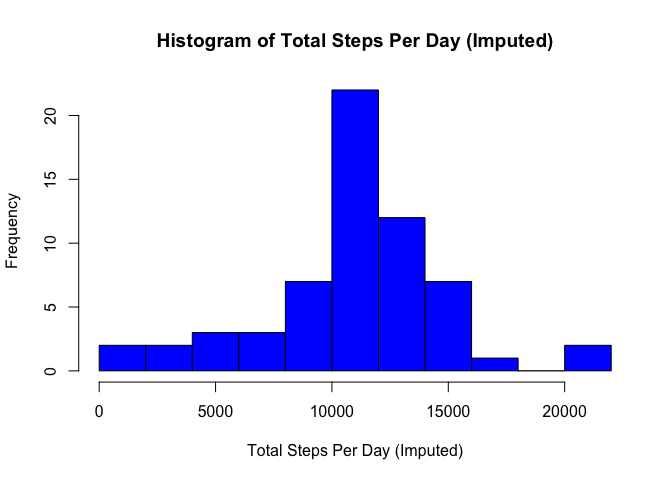 Histogram of Total Steps Per Day (Imputed)
Frequency
20
15
10
5
0
0 5000 10000 15000 20000
Total Steps Per Day (Imputed)